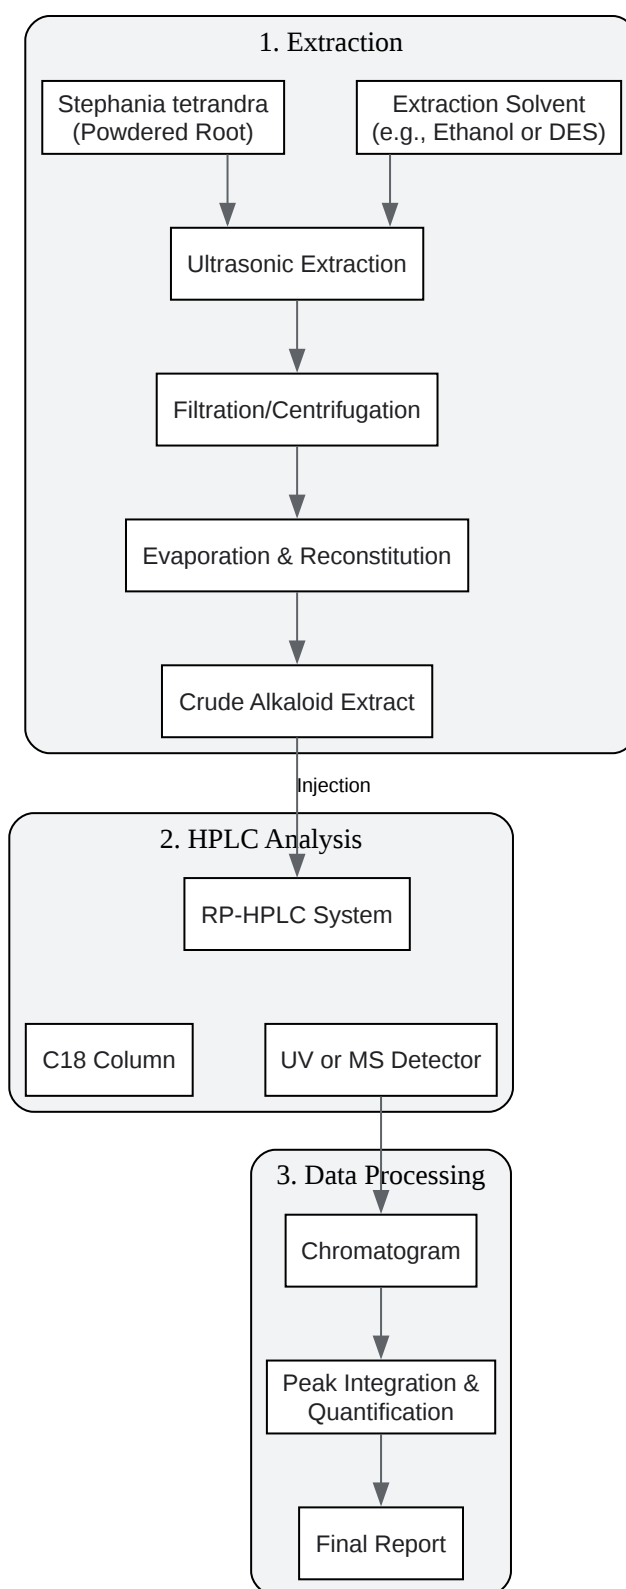 1. Extraction
Stephania tetrandra
(Powdered Root)
Extraction Solvent
(e.g., Ethanol or DES)
Ultrasonic Extraction
Filtration/Centrifugation
Evaporation & Reconstitution
Crude Alkaloid Extract
Injection
2. HPLC Analysis
RP-HPLC System
C18 Column
UV or MS Detector
3. Data Processing
Chromatogram
Peak Integration &
Quantification
Final Report